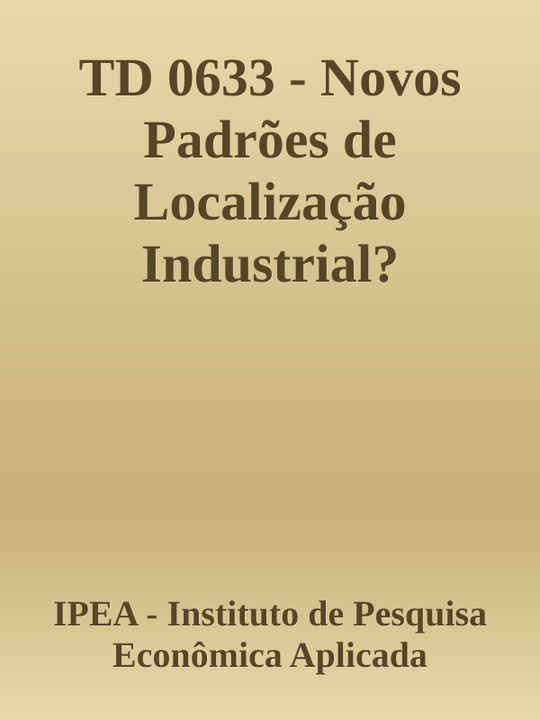 TD 0633 - Novos
Padrões de
Localização
Industrial?
IPEA - Instituto de Pesquisa
Econômica Aplicada